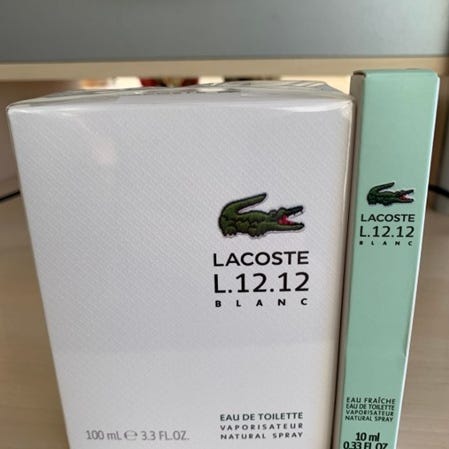 LACOSTE
L.12.12
BLANC
EAU DE TOILETTE
VAPORISATEUR
NATURAL SPRAY
100 mL ℮ 3.3 FL.OZ.
LACOSTE
L.12.12
BLANC
EAU FRAÎCHE
EAU DE TOILETTE
VAPORISATEUR
NATURAL SPRAY
10 ml
0.33 FL.OZ.